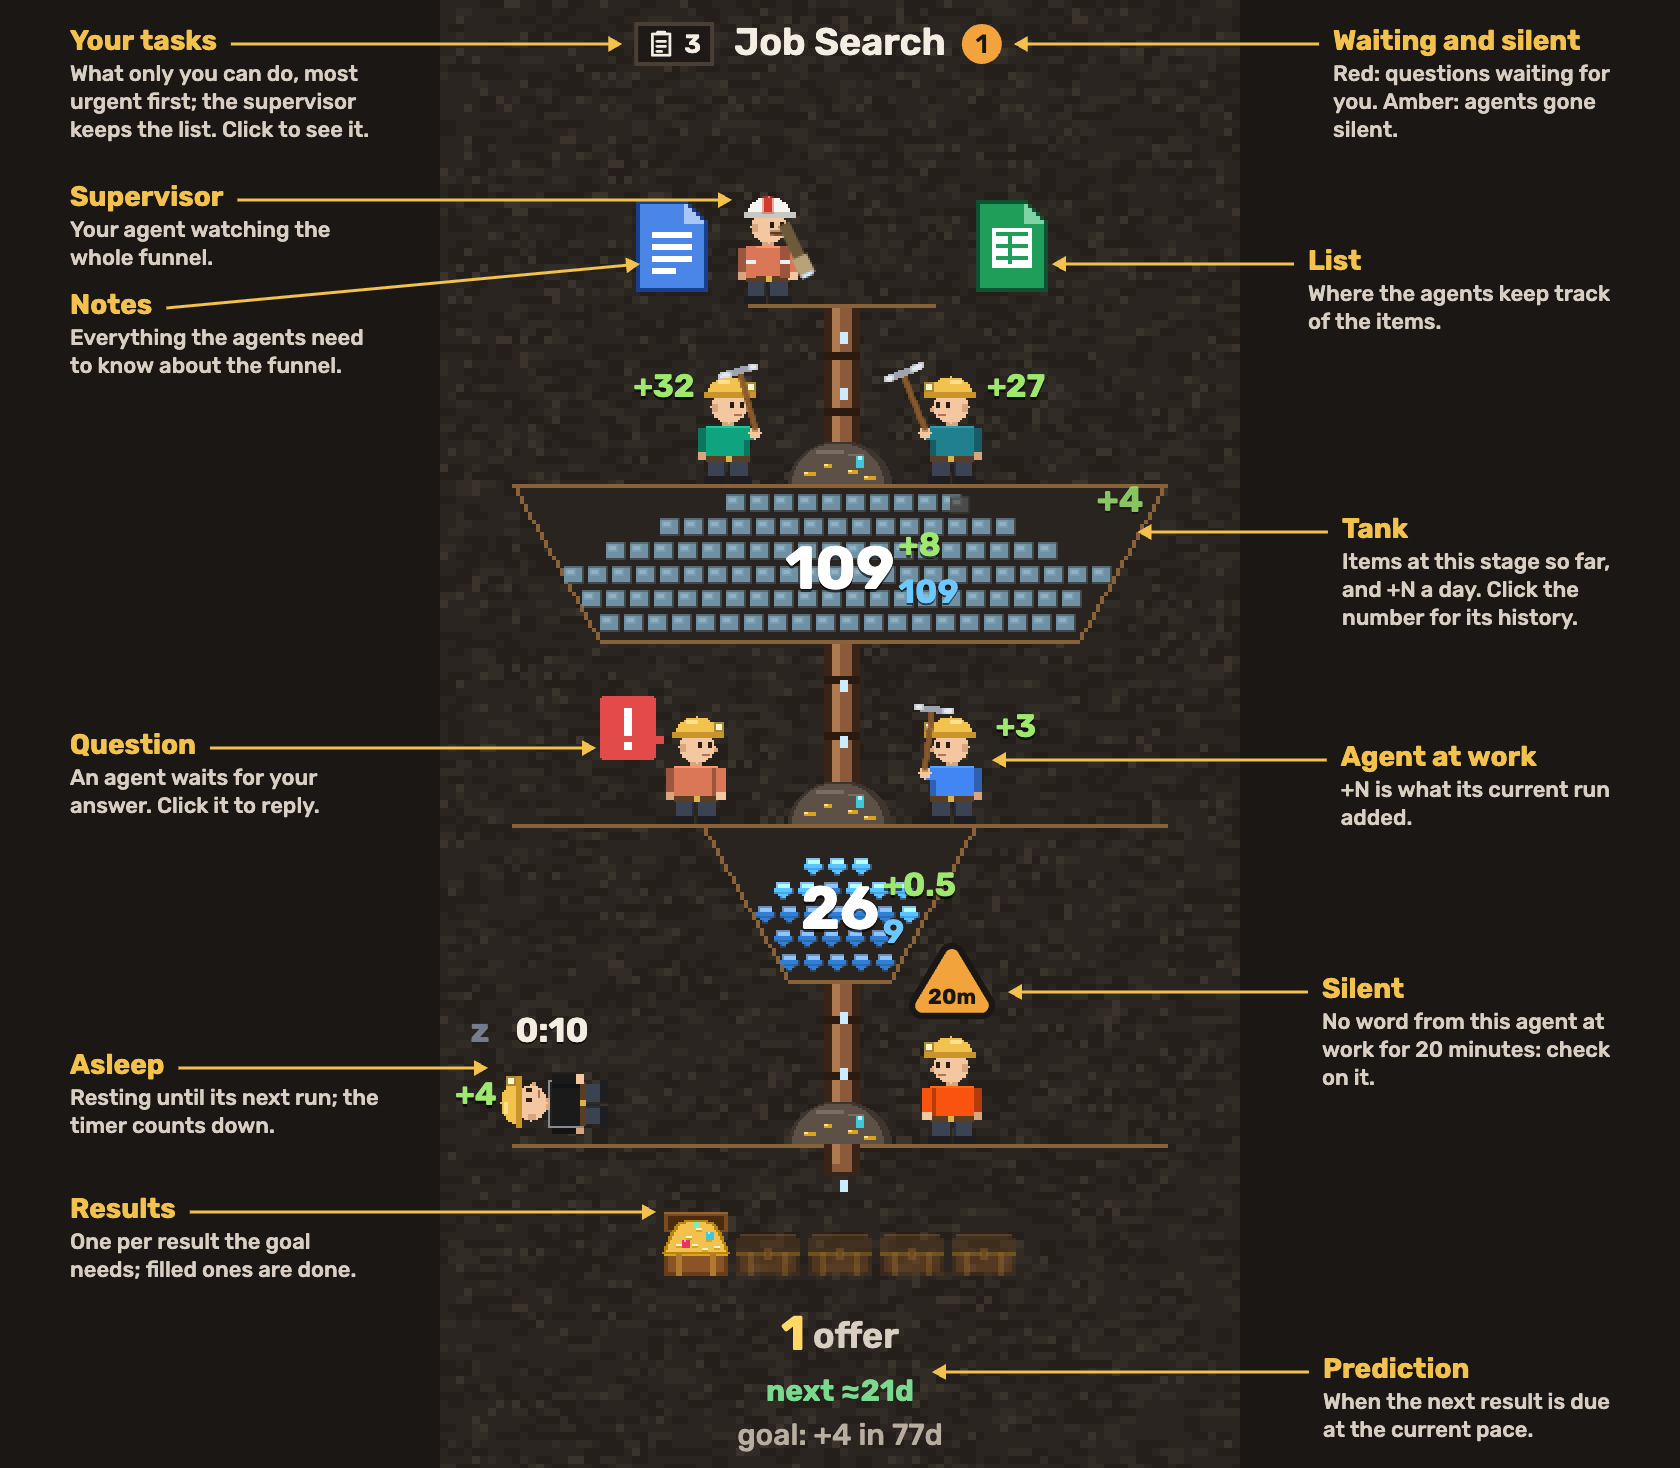 Your tasks
What only you can do, most
urgent first; the supervisor
keeps the list. Click to see it.
3
Job Search
1
Waiting and silent
Red: questions waiting for
you. Amber: agents gone
silent.
Supervisor
Your agent watching the
whole funnel.
Notes
Everything the agents need
to know about the funnel.
List
Where the agents keep track
of the items.
+32
+27
+4
109
+8
109
Tank
Items at this stage so far,
and +N a day. Click the
number for its history.
Question
An agent waits for your
answer. Click it to reply.
!
+3
Agent at work
+N is what its current run
added.
26
+0.5
9
20m
Silent
No word from this agent at
work for 20 minutes: check
on it.
z 0:10
+4
Asleep
Resting until its next run; the
timer counts down.
Results
One per result the goal
needs; filled ones are done.
1 offer
next ≈21d
goal: +4 in 77d
Prediction
When the next result is due
at the current pace.